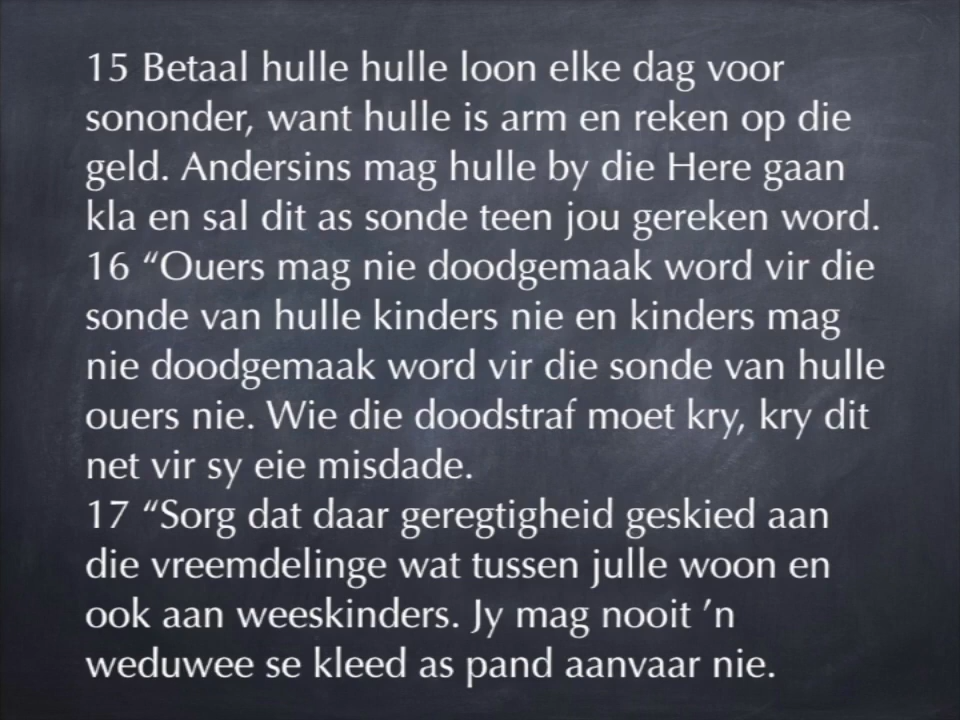 15 Betaal hulle hulle loon elke dag voor
sononder, want hulle is arm en reken op die
geld. Andersins mag hulle by die Here gaan
kla en sal dit as sonde teen jou gereken word.
16 “Ouers mag nie doodgemaak word vir die
sonde van hulle kinders nie en kinders mag
nie doodgemaak word vir die sonde van hulle
ouers nie. Wie die doodstraf moet kry, kry dit
net vir sy eie misdade.
17 “Sorg dat daar geregtigheid geskied aan
die vreemdelinge wat tussen julle woon en
ook aan weeskinders. Jy mag nooit ’n
weduwee se kleed as pand aanvaar nie.